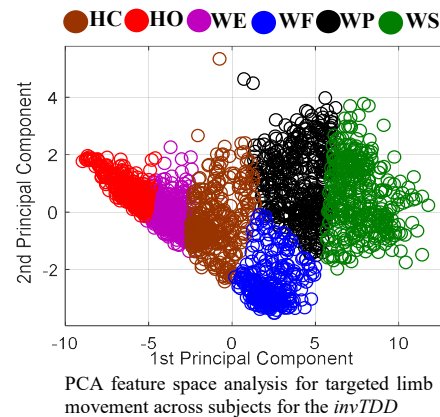 HC HO WE WF WP WS
4
2
0
-2
-10 -5 0 5 10
2nd Principal Component
1st Principal Component
PCA feature space analysis for targeted limb
movement across subjects for the invTDD